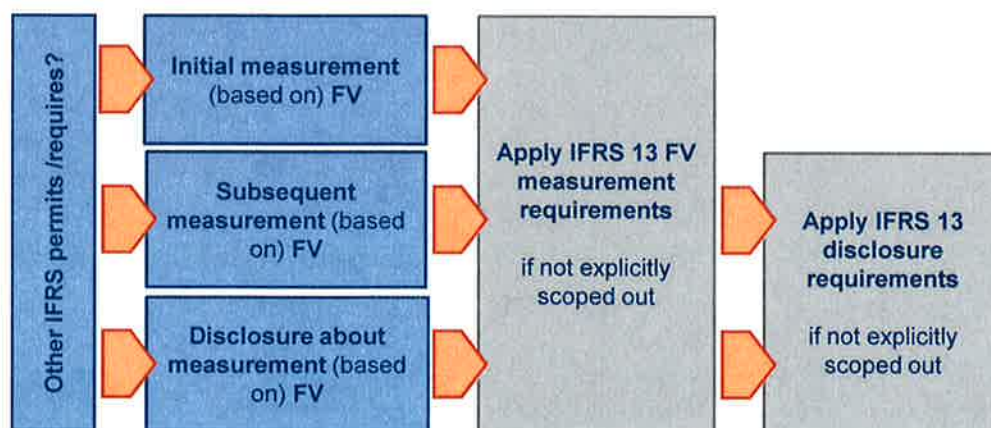 Other IFRS permits /requires?
Initial measurement
(based on) FV
Subsequent
measurement (based
on) FV
Disclosure about
measurement (based
on) FV
Apply IFRS 13 FV
measurement
requirements
if not explicitly
scoped out
Apply IFRS 13
disclosure
requirements
if not explicitly
scoped out